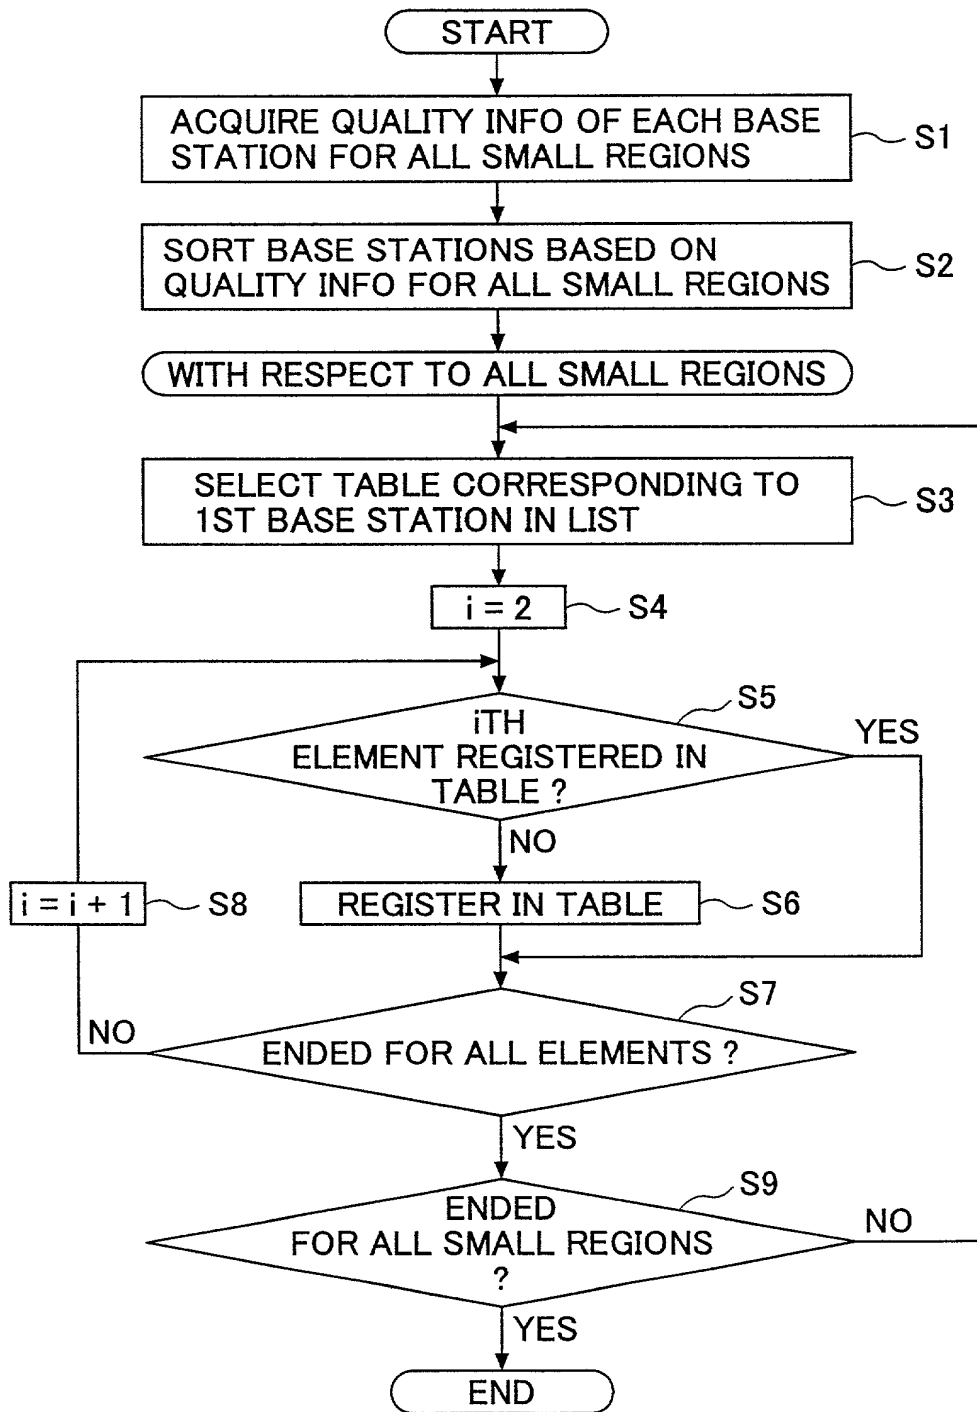 START
ACQUIRE QUALITY INFO OF EACH BASE
STATION FOR ALL SMALL REGIONS
S1
SORT BASE STATIONS BASED ON
QUALITY INFO FOR ALL SMALL REGIONS
S2
WITH RESPECT TO ALL SMALL REGIONS
SELECT TABLE CORRESPONDING TO
1ST BASE STATION IN LIST
S3
i = 2
S4
S5
iTH
ELEMENT REGISTERED IN
TABLE ?
YES
NO
i = i + 1
S8
REGISTER IN TABLE
S6
S7
NO
ENDED FOR ALL ELEMENTS ?
YES
S9
ENDED
FOR ALL SMALL REGIONS
?
NO
YES
END